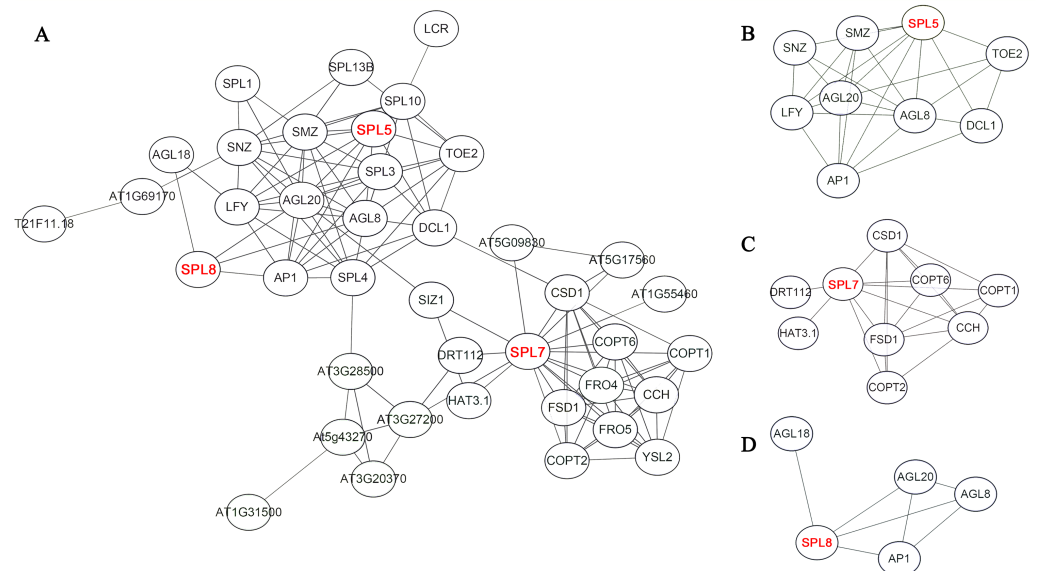 A
LCR
SPL13B
SPL1
SPL10
SMZ
SPL5
SNZ
TOE2
AGL18
SPL3
AT1G69170
AGL20
LFY
AGL8
T21F11.18
DCL1
SPL8
AP1
SPL4
AT5G09830
AT5G17560
CSD1
AT1G55460
SIZ1
SPL7
COPT6
COPT1
DRT112
AT3G28500
FRO4
CCH
HAT3.1
FSD1
AT3G27200
At5g43270
FRO5
COPT2
YSL2
AT3G20370
AT1G31500
B
SPL5
SMZ
SNZ
TOE2
AGL20
LFY
AGL8
DCL1
AP1
C
CSD1
SPL7
COPT6
DRT112
COPT1
HAT3.1
CCH
FSD1
COPT2
D
AGL18
AGL20
AGL8
SPL8
AP1